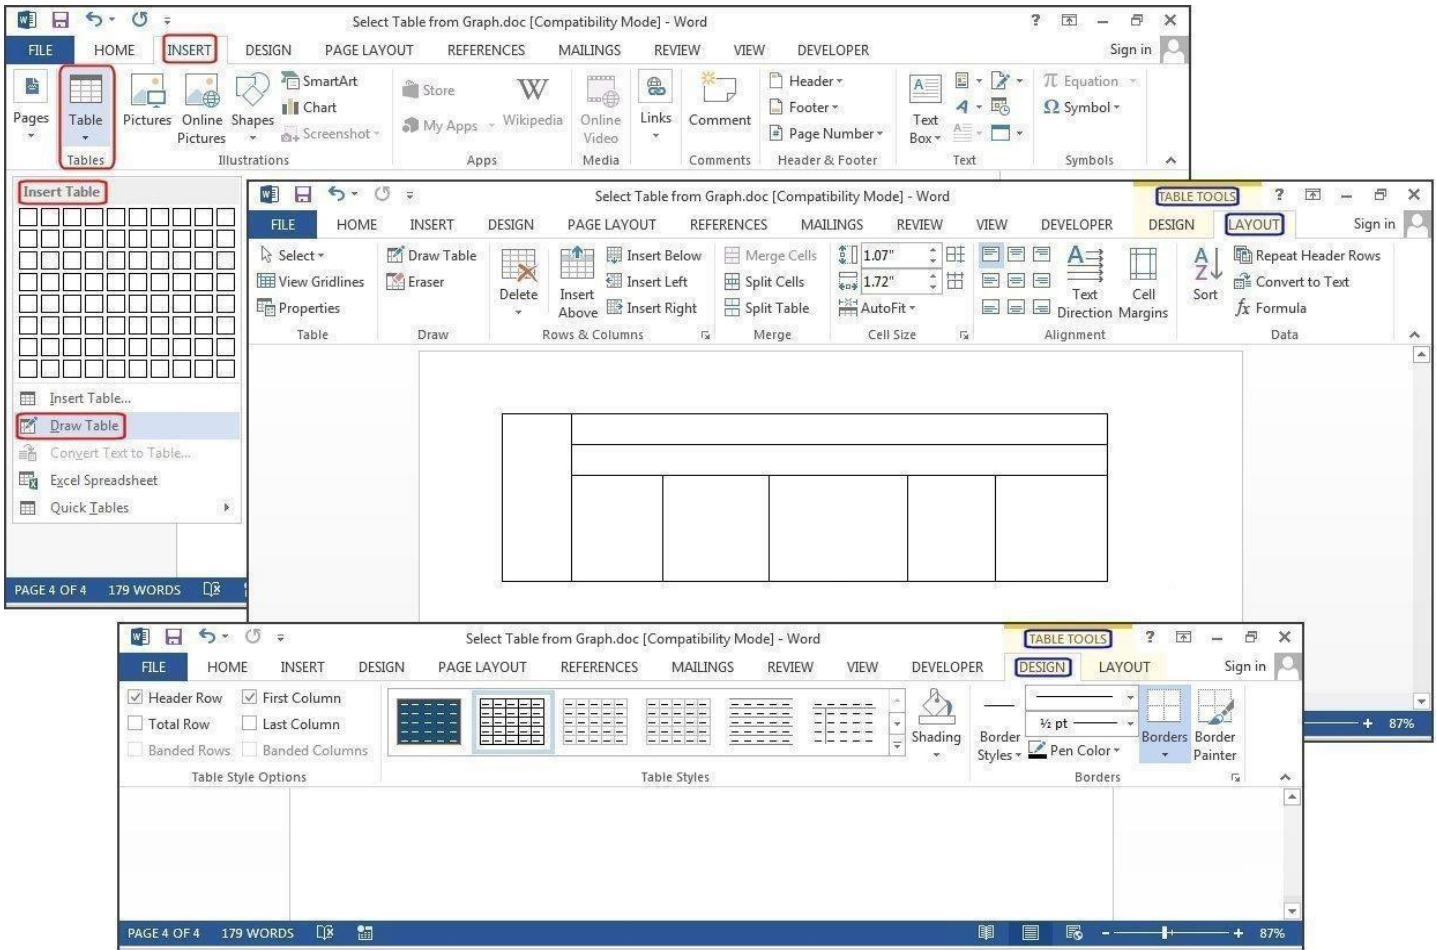 Select Table from Graph.doc [Compatibility Mode] - Word
FILE HOME INSERT DESIGN PAGE LAYOUT REFERENCES MAILINGS REVIEW VIEW DEVELOPER Sign in
Pages
Table
Tables
Pictures
Online Pictures
Shapes
SmartArt
Chart
Screenshot
Illustrations
Store
My Apps
Wikipedia
Apps
Online Video
Media
Links
Comment
Comments
Header
Footer
Page Number
Header & Footer
Text Box
Text
π Equation
Ω Symbol
Symbols
Insert Table
Insert Table...
Draw Table
Convert Text to Table...
Excel Spreadsheet
Quick Tables
PAGE 4 OF 4 179 WORDS
Select Table from Graph.doc [Compatibility Mode] - Word
TABLE TOOLS
FILE HOME INSERT DESIGN PAGE LAYOUT REFERENCES MAILINGS REVIEW VIEW DEVELOPER DESIGN LAYOUT Sign in
Select
View Gridlines
Properties
Table
Draw Table
Eraser
Draw
Delete
Insert Above
Insert Below
Insert Left
Insert Right
Rows & Columns
Merge Cells
Split Cells
Split Table
Merge
1.07"
1.72"
AutoFit
Cell Size
Text Direction
Cell Margins
Alignment
Sort
Repeat Header Rows
Convert to Text
fx Formula
Data
87%
Select Table from Graph.doc [Compatibility Mode] - Word
TABLE TOOLS
FILE HOME INSERT DESIGN PAGE LAYOUT REFERENCES MAILINGS REVIEW VIEW DEVELOPER DESIGN LAYOUT Sign in
Header Row First Column
Total Row Last Column
Banded Rows Banded Columns
Table Style Options
Table Styles
Shading
Border Styles
½ pt
Pen Color
Borders
Border Painter
Borders
PAGE 4 OF 4 179 WORDS
87%